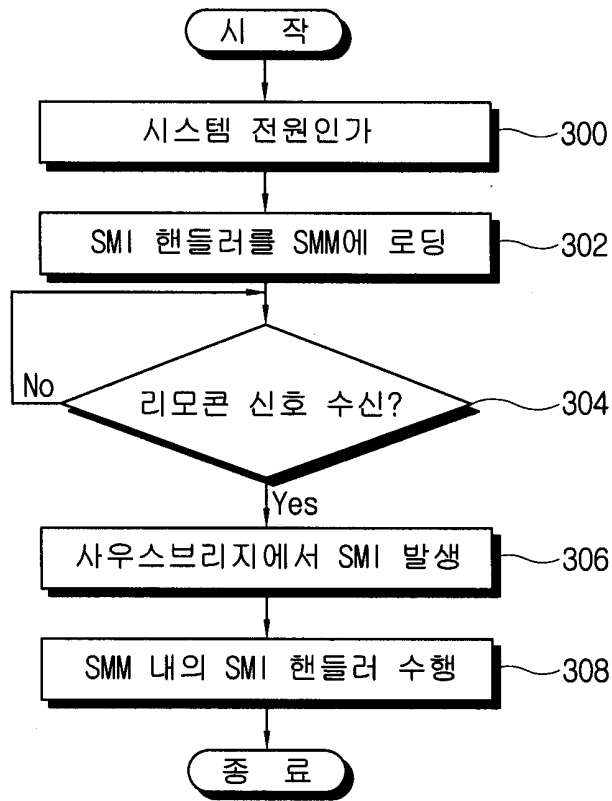 시 작
시스템 전원인가
300
SMI 핸들러를 SMM에 로딩
302
리모콘 신호 수신?
304
No
Yes
사우스브리지에서 SMI 발생
306
SMM 내의 SMI 핸들러 수행
308
종 료